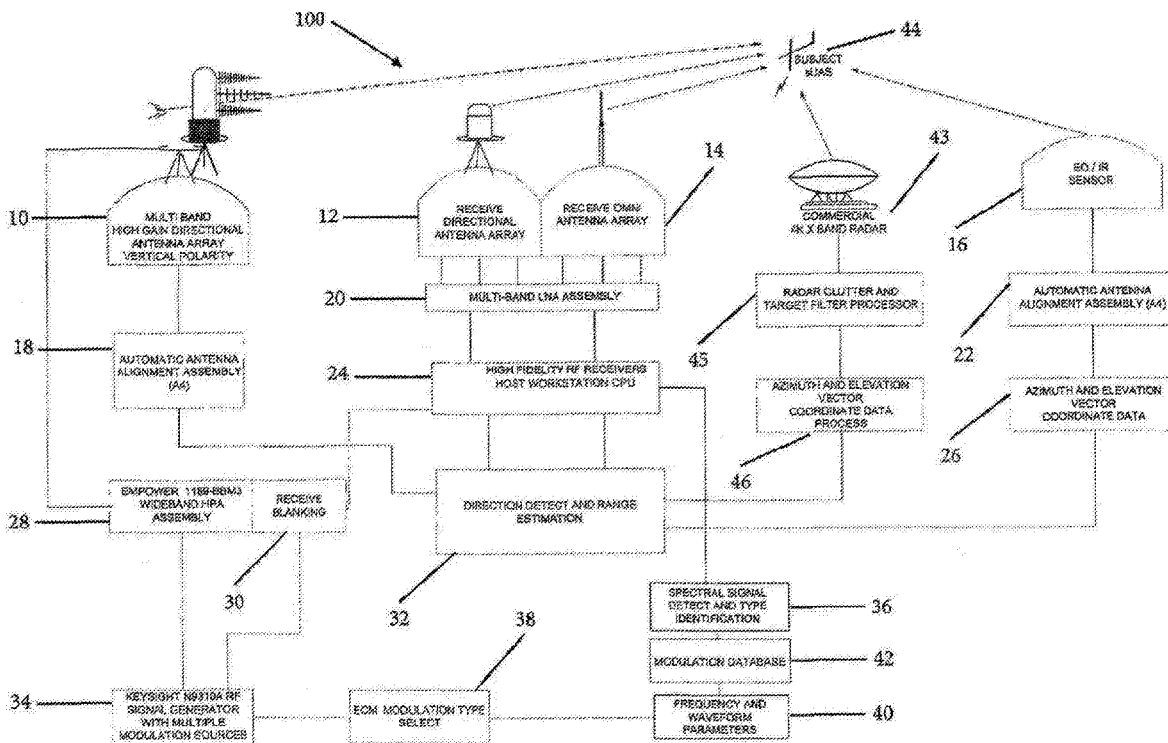 100
44
SUBJECT
sUAS
10
MULTI BAND
HIGH GAIN DIRECTIONAL
ANTENNA ARRAY
VERTICAL POLARITY
12
RECEIVE
DIRECTIONAL
ANTENNA ARRAY
RECEIVE OMNI
ANTENNA ARRAY
14
COMMERCIAL
4K X BAND RADAR
43
EO / IR
SENSOR
16
20
MULTI-BAND LNA ASSEMBLY
RADAR CLUTTER AND
TARGET FILTER PROCESSOR
45
AUTOMATIC ANTENNA
ALIGNMENT ASSEMBLY (A4)
22
18
AUTOMATIC ANTENNA
ALIGNMENT ASSEMBLY
(A4)
24
HIGH FIDELITY RF RECEIVERS
HOST WORKSTATION CPU
AZIMUTH AND ELEVATION
VECTOR
COORDINATE DATA
PROCESS
46
AZIMUTH AND ELEVATION
VECTOR
COORDINATE DATA
26
28
EMPOWER 1189-BBM3
WIDEBAND HPA
ASSEMBLY
RECEIVE
BLANKING
30
DIRECTION DETECT AND RANGE
ESTIMATION
32
SPECTRAL SIGNAL
DETECT AND TYPE
IDENTIFICATION
36
38
MODULATION DATABASE
42
34
KEYSIGHT N9310A RF
SIGNAL GENERATOR
WITH MULTIPLE
MODULATION SOURCES
ECM MODULATION TYPE
SELECT
FREQUENCY AND
WAVEFORM
PARAMETERS
40